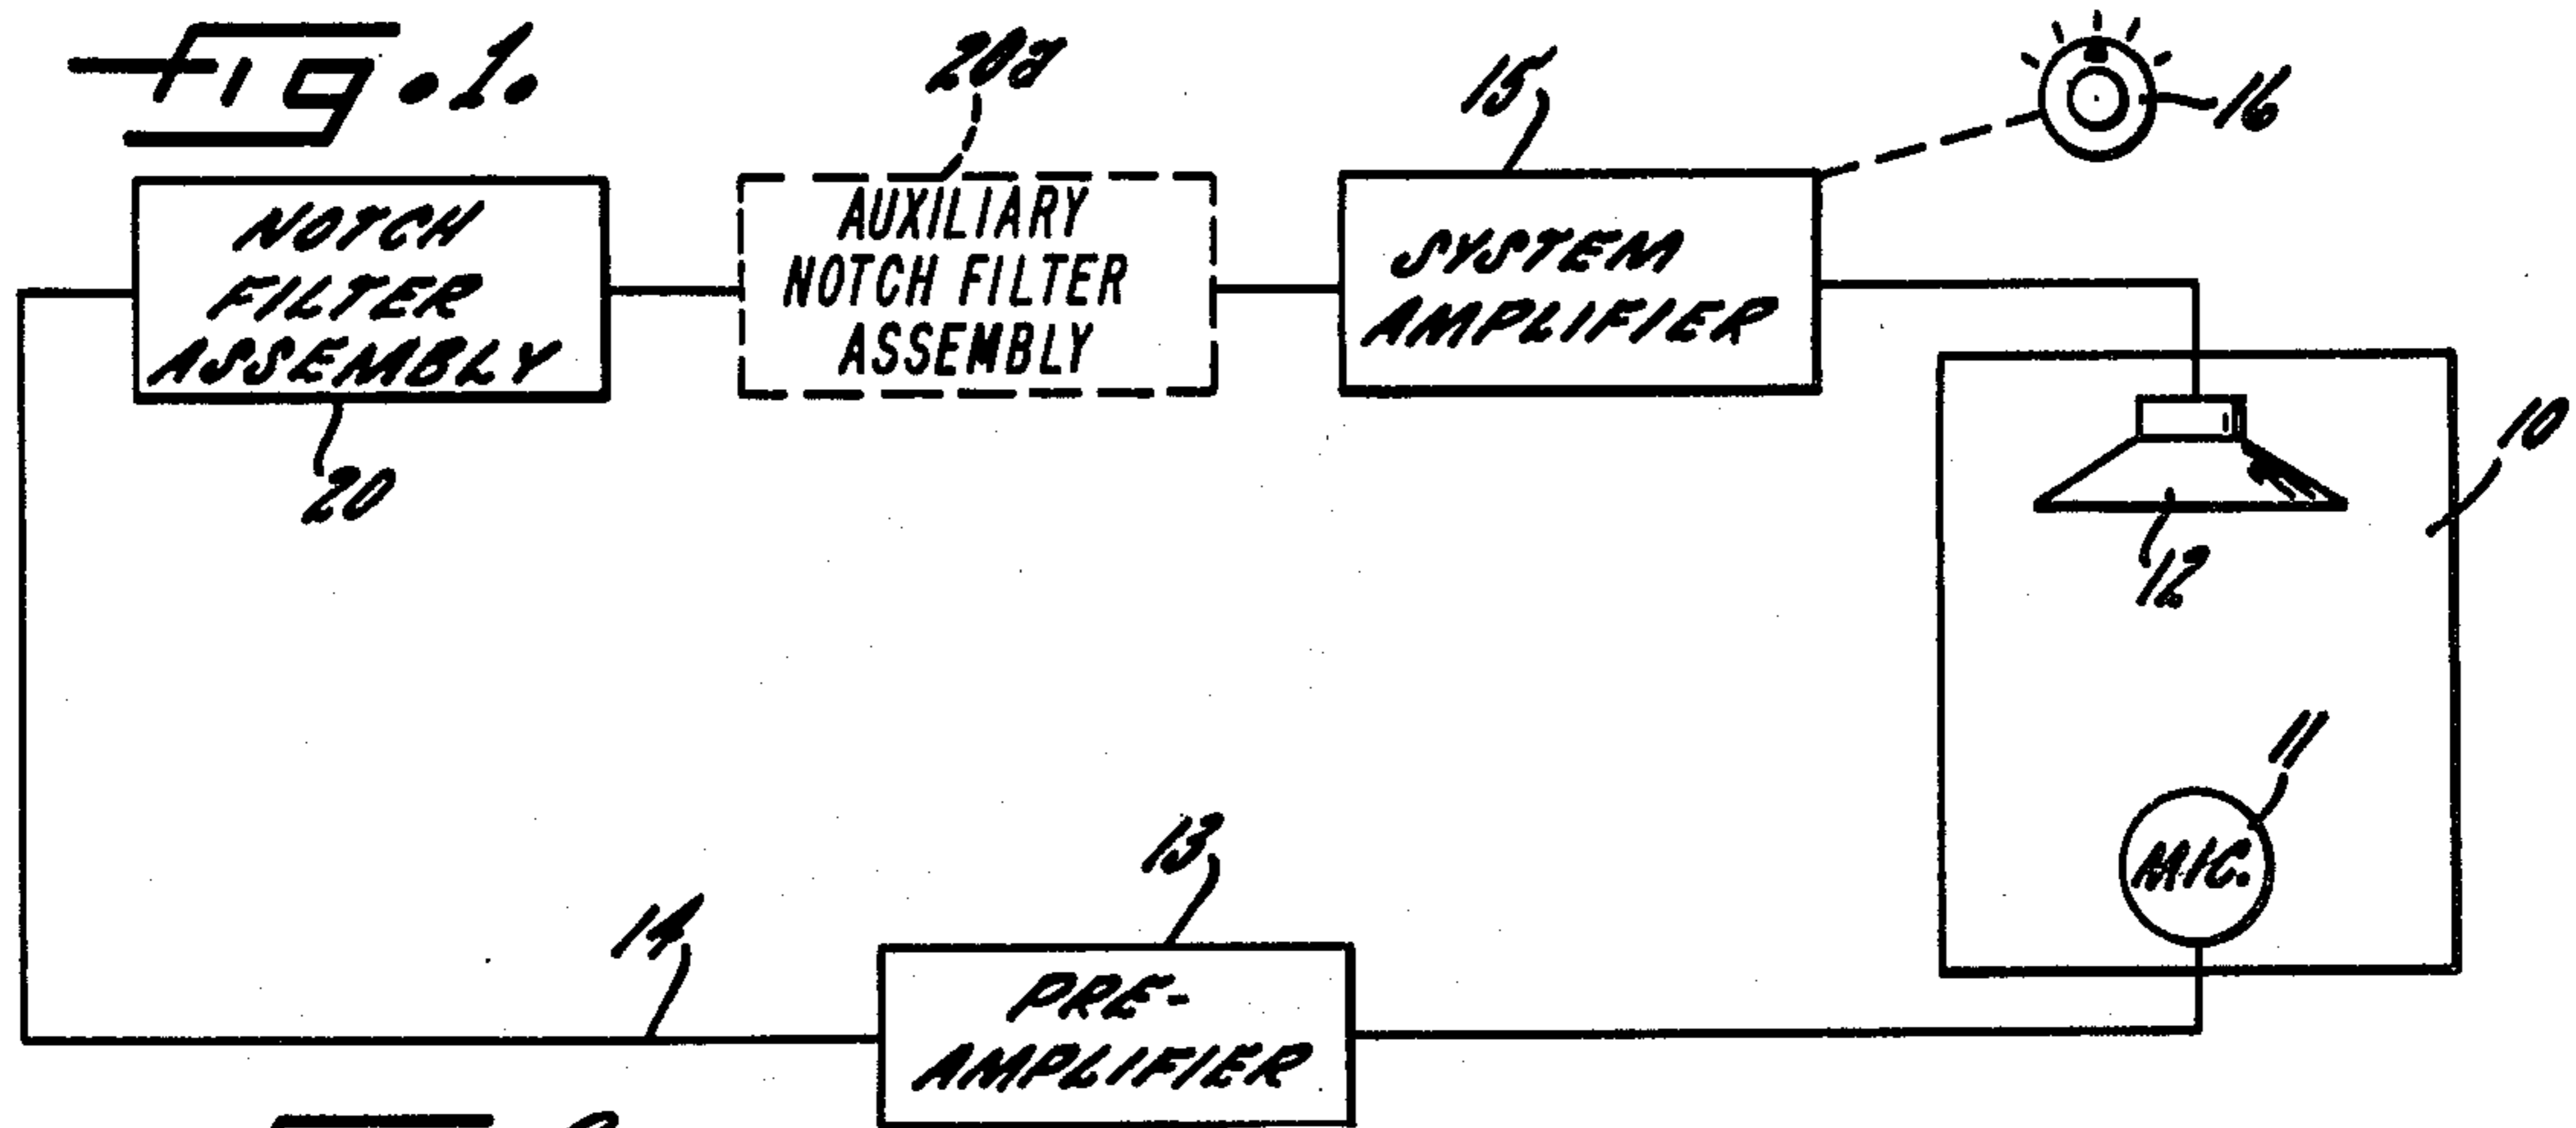 Fig. 1.
20a
15
16
NOTCH
FILTER
ASSEMBLY
AUXILIARY
NOTCH FILTER
ASSEMBLY
SYSTEM
AMPLIFIER
20
10
12
11
MIC.
13
14
PRE-
AMPLIFIER